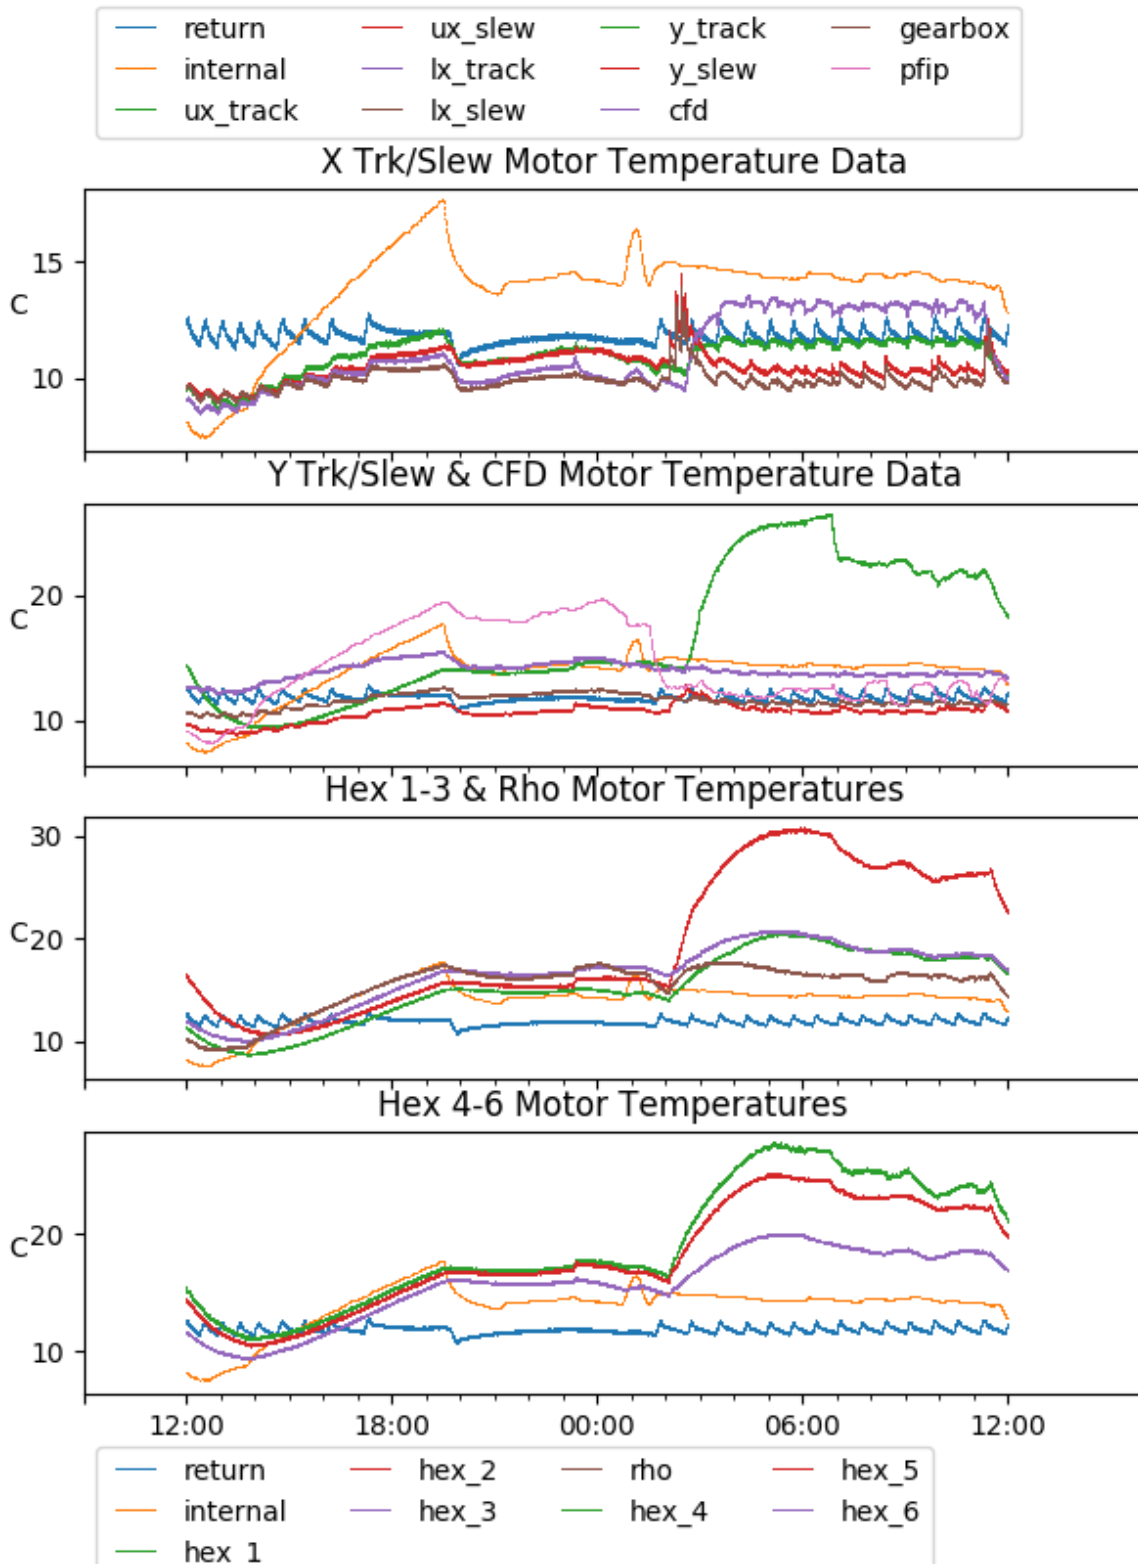 return ux_slew y_track gearbox
internal lx_track y_slew pfip
ux_track lx_slew cfd
X Trk/Slew Motor Temperature Data
15
C
10
Y Trk/Slew & CFD Motor Temperature Data
20
C
10
Hex 1-3 & Rho Motor Temperatures
30
C
20
10
Hex 4-6 Motor Temperatures
20
C
10
12:00 18:00 00:00 06:00 12:00
return hex_2 rho hex_5
internal hex_3 hex_4 hex_6
hex_1